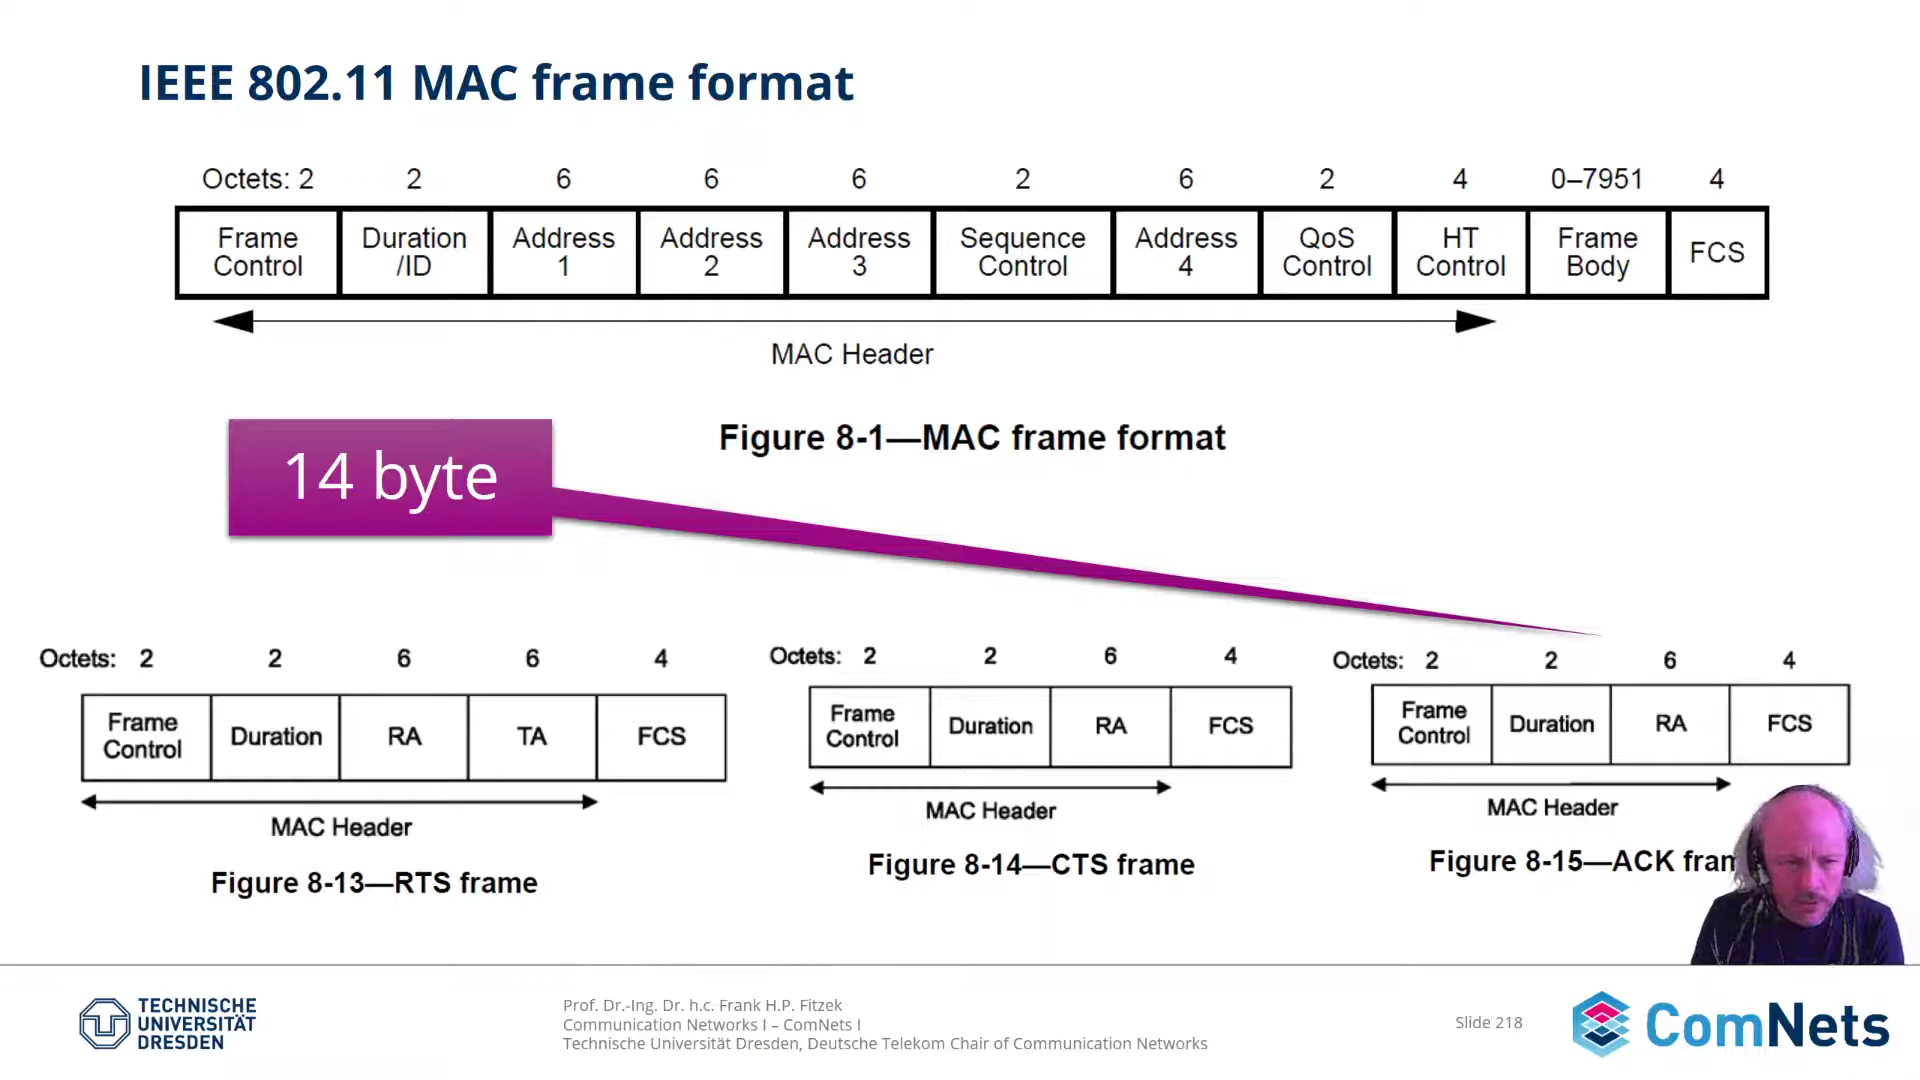 IEEE 802.11 MAC frame format
Octets: 2 2 6 6 6 2 6 2 4 0–7951 4
Frame Control Duration /ID Address 1 Address 2 Address 3 Sequence Control Address 4 QoS Control HT Control Frame Body FCS
MAC Header
Figure 8-1—MAC frame format
14 byte
Octets: 2 2 6 6 4
Frame Control Duration RA TA FCS
MAC Header
Figure 8-13—RTS frame
Octets: 2 2 6 4
Frame Control Duration RA FCS
MAC Header
Figure 8-14—CTS frame
Octets: 2 2 6 4
Frame Control Duration RA FCS
MAC Header
Figure 8-15—ACK fram
TECHNISCHE
UNIVERSITÄT
DRESDEN
Prof. Dr.-Ing. Dr. h.c. Frank H.P. Fitzek
Communication Networks I – ComNets I
Technische Universität Dresden, Deutsche Telekom Chair of Communication Networks
Slide 218
ComNets